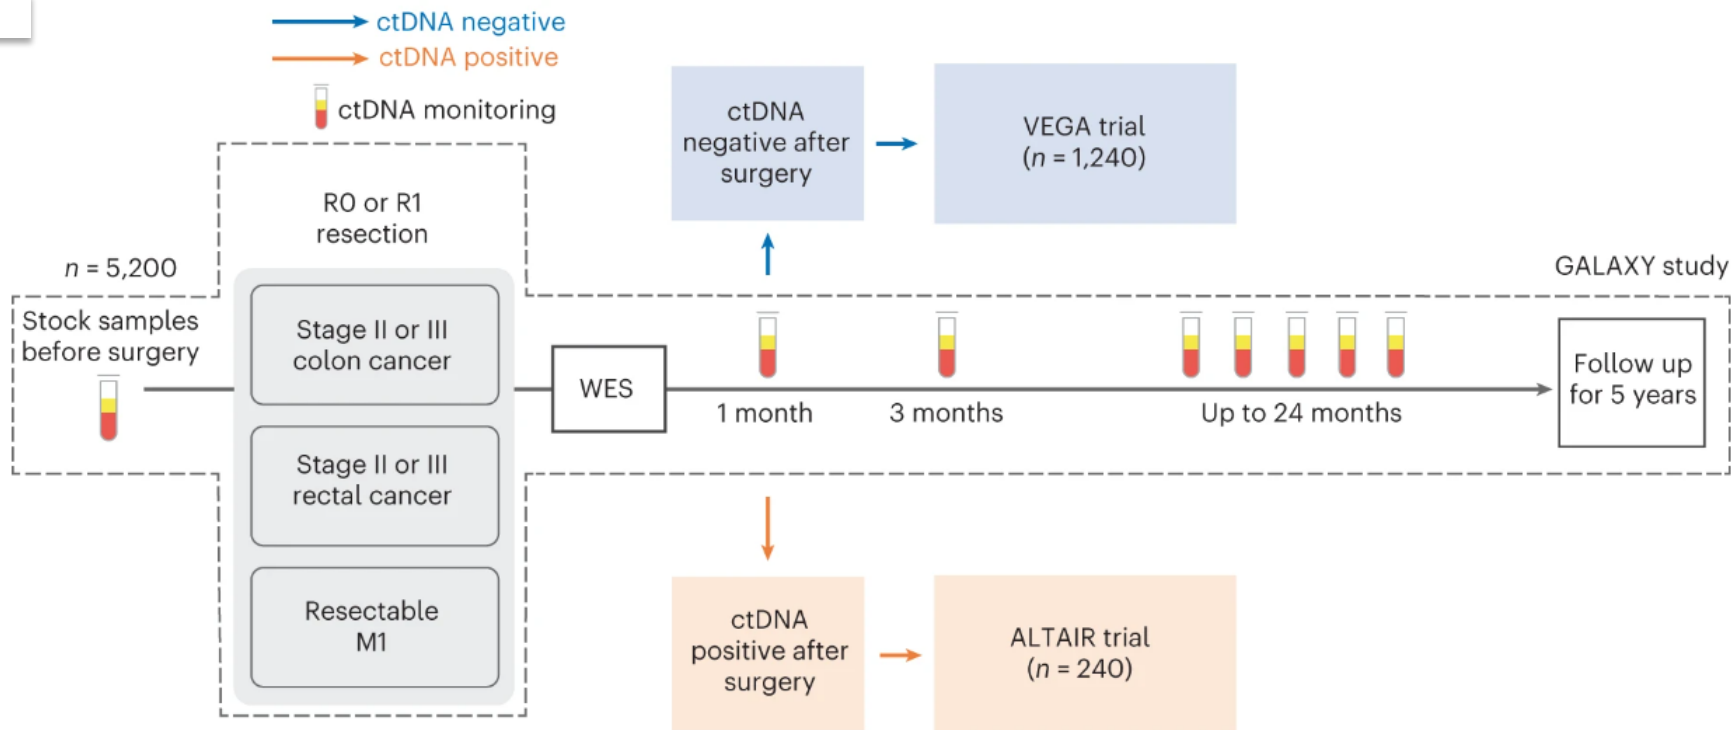 ctDNA negative
ctDNA positive
ctDNA monitoring
R0 or R1
resection
n = 5,200
Stock samples
before surgery
Stage II or III
colon cancer
Stage II or III
rectal cancer
Resectable
M1
WES
ctDNA
negative after
surgery
VEGA trial
(n = 1,240)
GALAXY study
1 month
3 months
Up to 24 months
Follow up
for 5 years
ctDNA
positive after
surgery
ALTAIR trial
(n = 240)